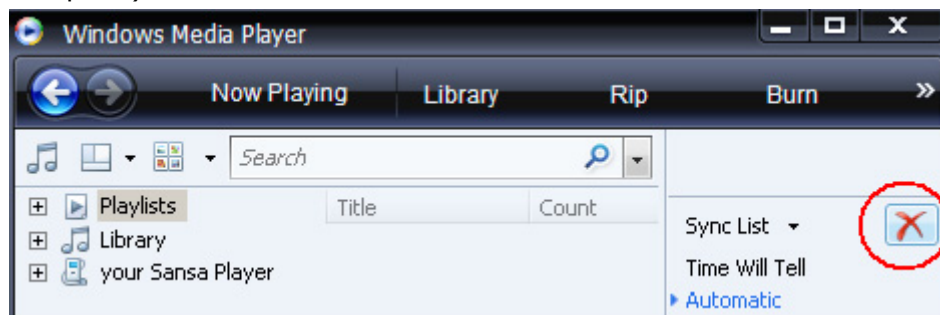 Windows Media Player
Now Playing Library Rip Burn »
Search
Playlists Title Count
Library
your Sansa Player
Sync List
Time Will Tell
Automatic